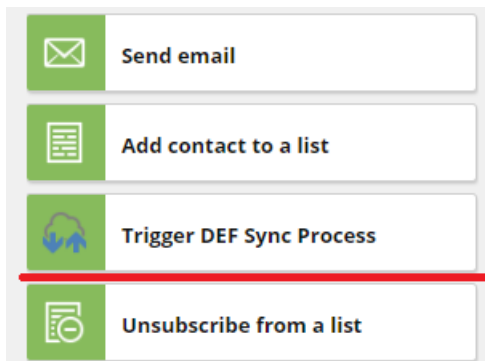 Send email
Add contact to a list
Trigger DEF Sync Process
Unsubscribe from a list